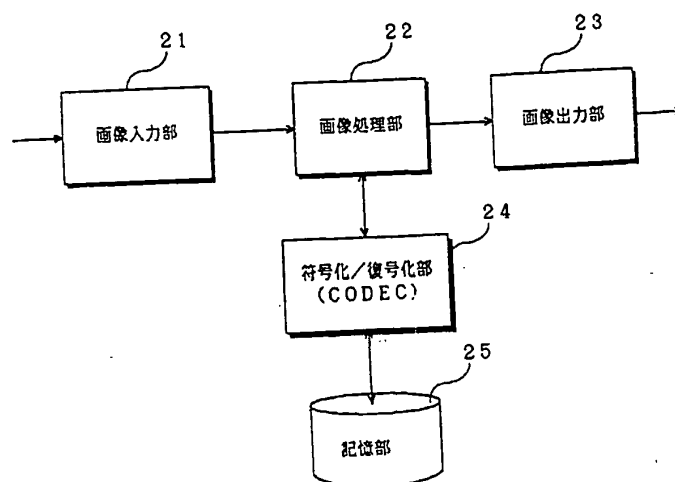 21
22
23
画像入力部
画像処理部
画像出力部
24
符号化／復号化部
(CODEC)
25
記憶部